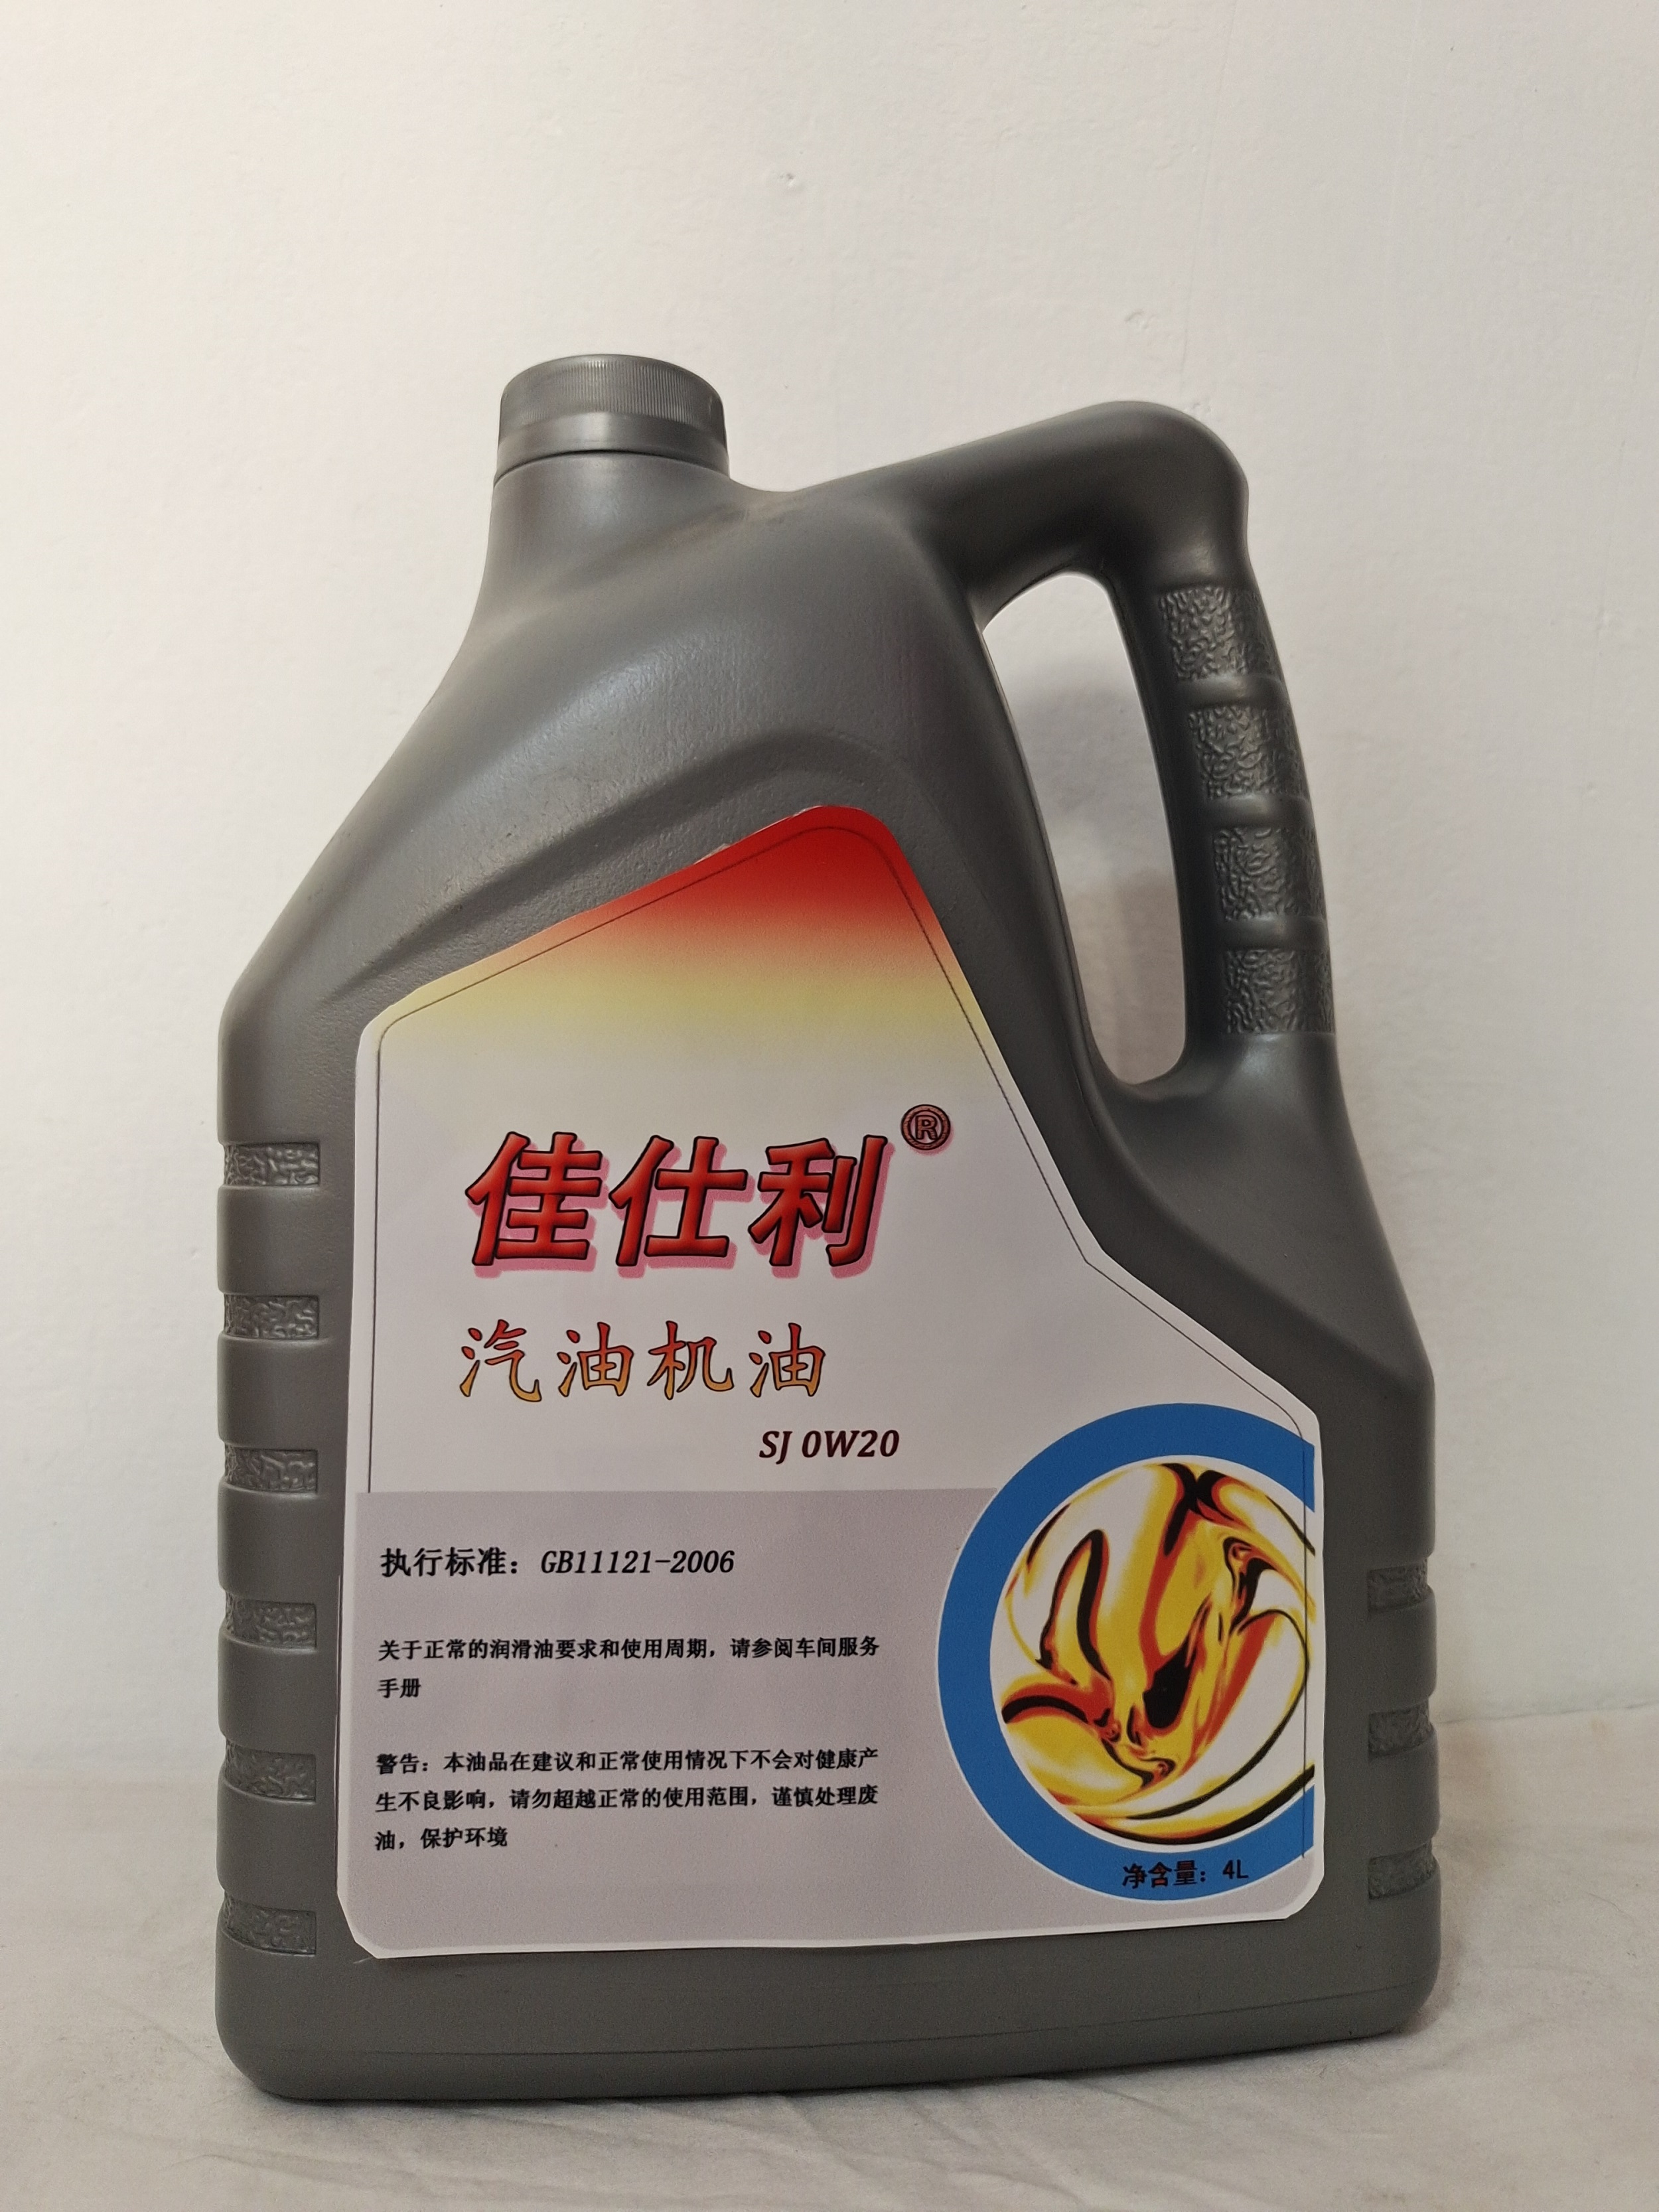 佳仕利®
汽油机油
SJ 0W20
执行标准：GB11121-2006
关于正常的润滑油要求和使用周期，请参阅车间服务
手册
警告：本油品在建议和正常使用情况下不会对健康产
生不良影响，请勿超越正常的使用范围，谨慎处理废
油，保护环境
净含量：4L